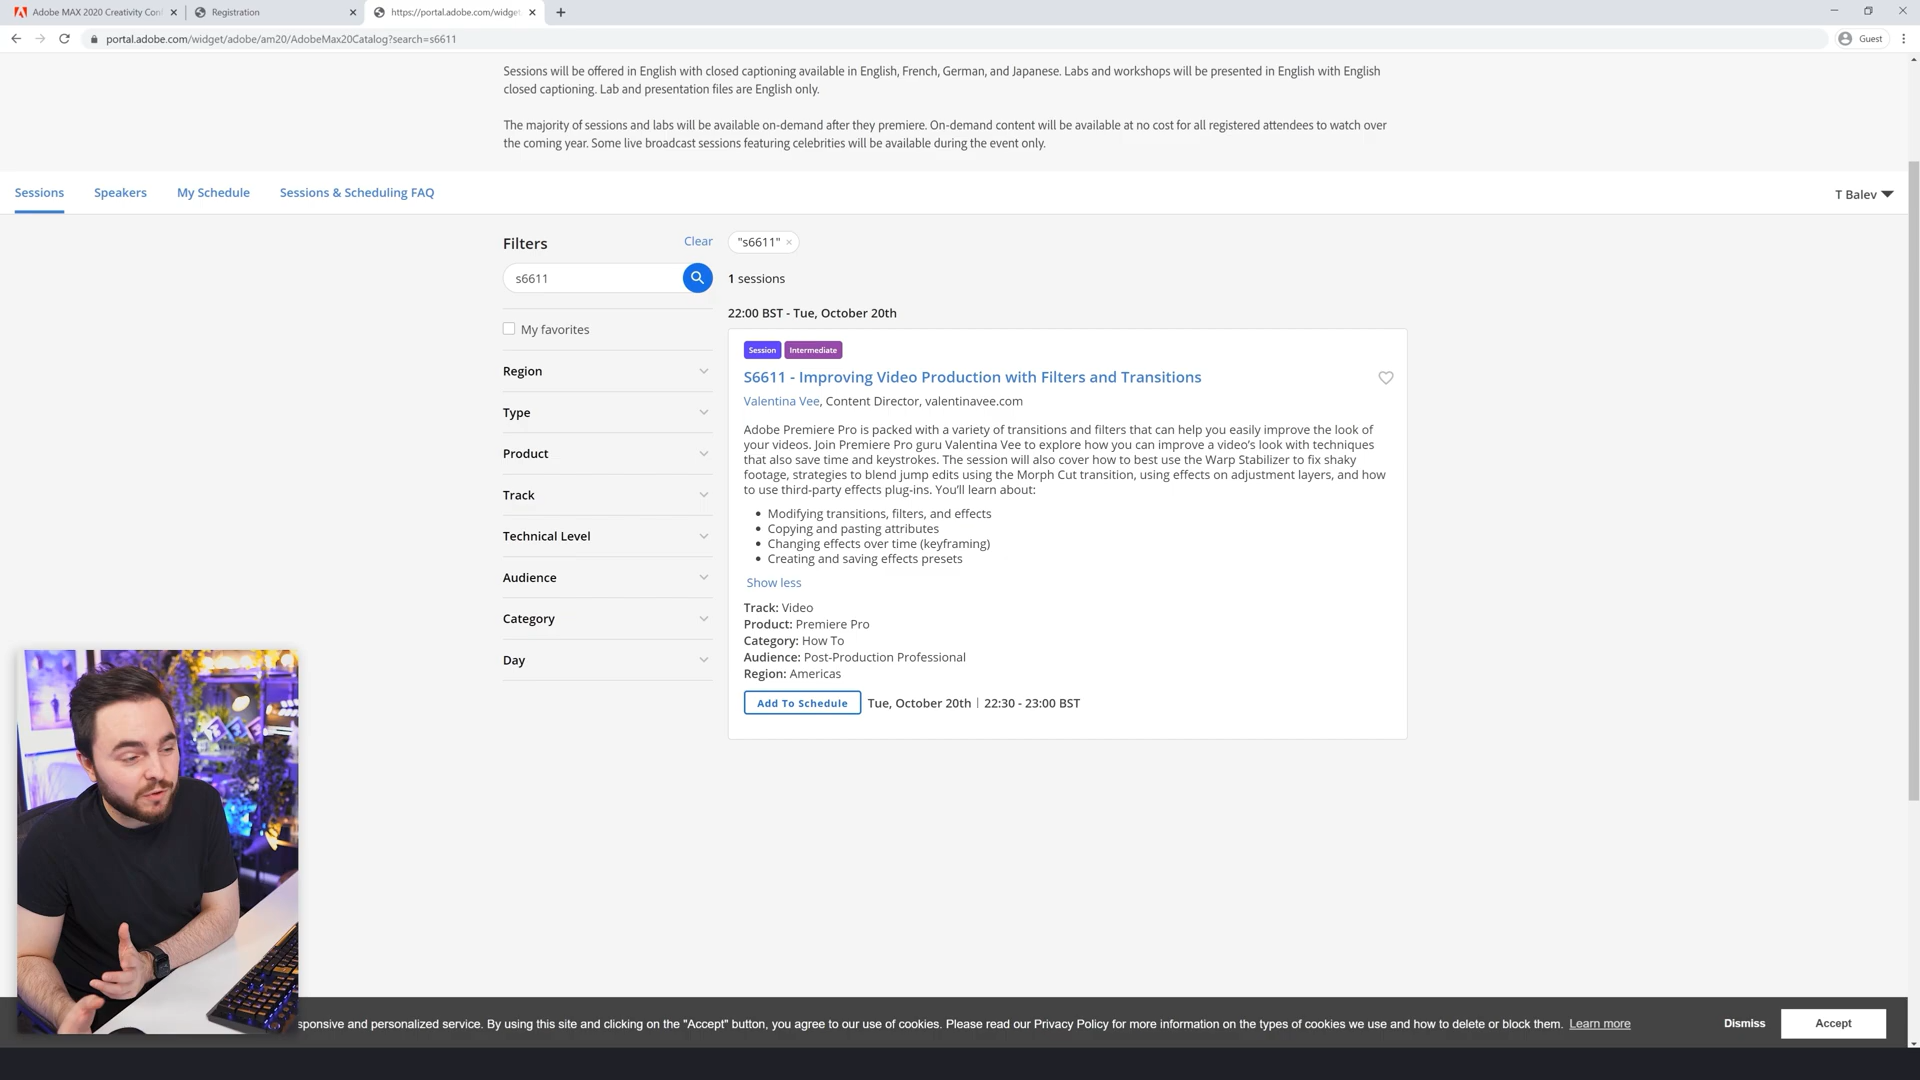 Adobe MAX 2020 Creativity Con
Registration
https://portal.adobe.com/widge
portal.adobe.com/widget/adobe/am20/AdobeMax20Catalog?search=s6611
Guest
Sessions will be offered in English with closed captioning available in English, French, German, and Japanese. Labs and workshops will be presented in English with English
closed captioning. Lab and presentation files are English only.
The majority of sessions and labs will be available on-demand after they premiere. On-demand content will be available at no cost for all registered attendees to watch over
the coming year. Some live broadcast sessions featuring celebrities will be available during the event only.
Sessions
Speakers
My Schedule
Sessions & Scheduling FAQ
T Balev
Filters
Clear
s6611
My favorites
Region
Type
Product
Track
Technical Level
Audience
Category
Day
"s6611" ×
1 sessions
22:00 BST - Tue, October 20th
Session
Intermediate
S6611 - Improving Video Production with Filters and Transitions
Valentina Vee, Content Director, valentinavee.com
Adobe Premiere Pro is packed with a variety of transitions and filters that can help you easily improve the look of
your videos. Join Premiere Pro guru Valentina Vee to explore how you can improve a video's look with techniques
that also save time and keystrokes. The session will also cover how to best use the Warp Stabilizer to fix shaky
footage, strategies to blend jump edits using the Morph Cut transition, using effects on adjustment layers, and how
to use third-party effects plug-ins. You'll learn about:
• Modifying transitions, filters, and effects
• Copying and pasting attributes
• Changing effects over time (keyframing)
• Creating and saving effects presets
Show less
Track: Video
Product: Premiere Pro
Category: How To
Audience: Post-Production Professional
Region: Americas
Add To Schedule
Tue, October 20th | 22:30 - 23:00 BST
sponsive and personalized service. By using this site and clicking on the "Accept" button, you agree to our use of cookies. Please read our Privacy Policy for more information on the types of cookies we use and how to delete or block them. Learn more
Dismiss
Accept